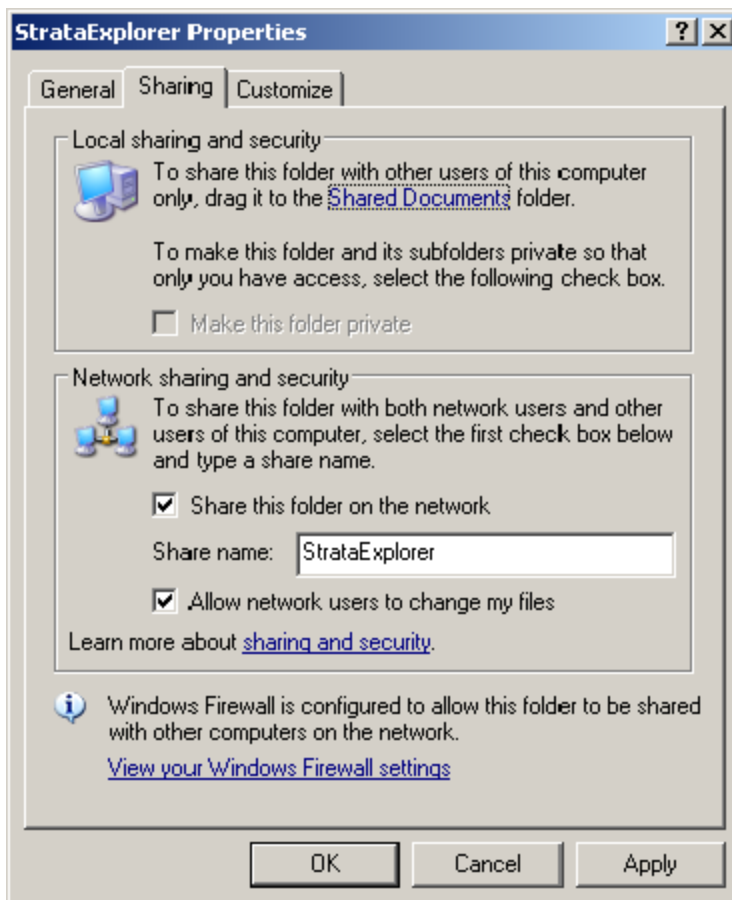 StrataExplorer Properties
General Sharing Customize
Local sharing and security
To share this folder with other users of this computer
only, drag it to the Shared Documents folder.
To make this folder and its subfolders private so that
only you have access, select the following check box.
Make this folder private
Network sharing and security
To share this folder with both network users and other
users of this computer, select the first check box below
and type a share name.
Share this folder on the network
Share name: StrataExplorer
Allow network users to change my files
Learn more about sharing and security.
Windows Firewall is configured to allow this folder to be shared
with other computers on the network.
View your Windows Firewall settings
OK Cancel Apply